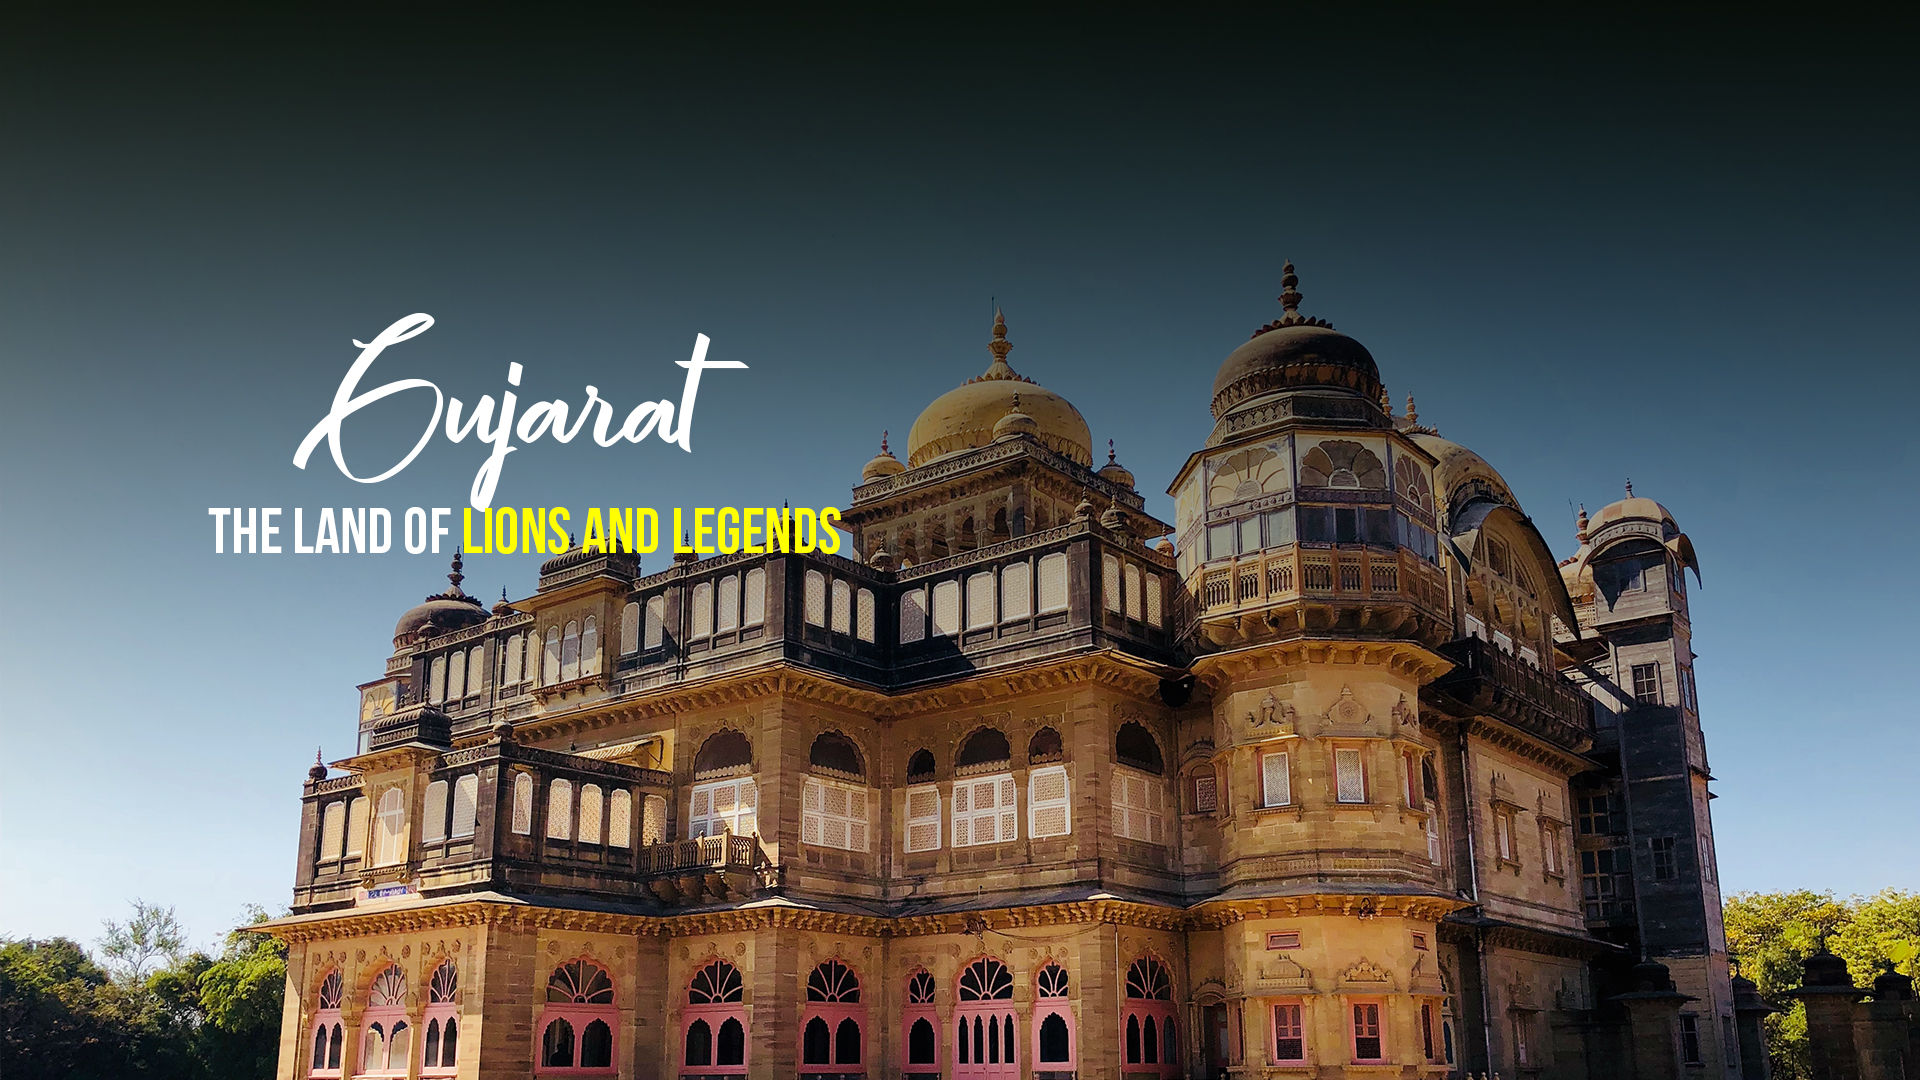 Gujarat
THE LAND OF LIONS AND LEGENDS